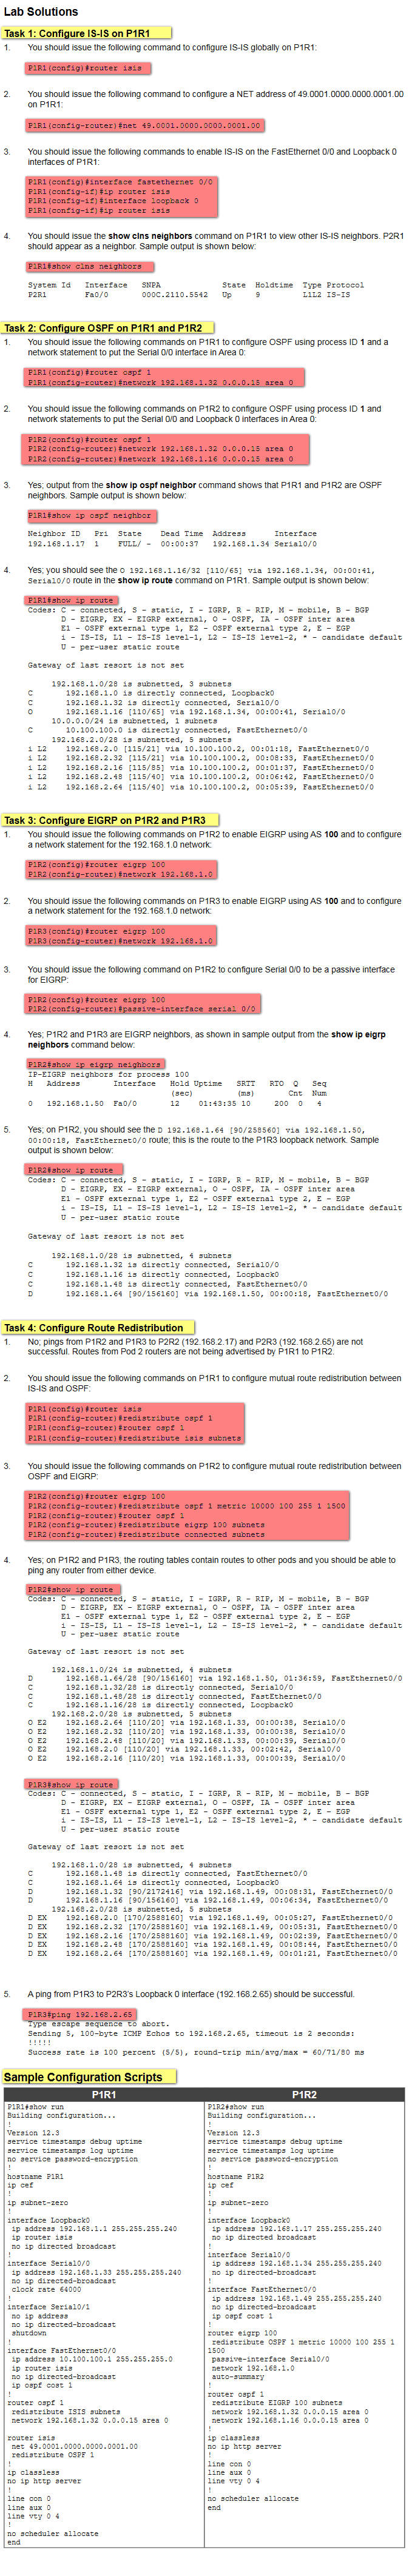 Lab Solutions
Task 1: Configure IS-IS on P1R1
1. You should issue the following command to configure IS-IS globally on P1R1:
P1R1(config)#router isis
2. You should issue the following command to configure a NET address of 49.0001.0000.0000.0001.00
on P1R1:
P1R1(config-router)#net 49.0001.0000.0000.0001.00
3. You should issue the following commands to enable IS-IS on the FastEthernet 0/0 and Loopback 0
interfaces of P1R1:
P1R1(config)#interface fastethernet 0/0
P1R1(config-if)#ip router isis
P1R1(config-if)#interface loopback 0
P1R1(config-if)#ip router isis
4. You should issue the show clns neighbors command on P1R1 to view other IS-IS neighbors. P2R1
should appear as a neighbor. Sample output is shown below:
P1R1#show clns neighbors
System Id Interface SNPA State Holdtime Type Protocol
P2R1 Fa0/0 000C.2110.5542 Up 9 L1L2 IS-IS
Task 2: Configure OSPF on P1R1 and P1R2
1. You should issue the following commands on P1R1 to configure OSPF using process ID 1 and a
network statement to put the Serial 0/0 interface in Area 0:
P1R1(config)#router ospf 1
P1R1(config-router)#network 192.168.1.32 0.0.0.15 area 0
2. You should issue the following commands on P1R2 to configure OSPF using process ID 1 and
network statements to put the Serial 0/0 and Loopback 0 interfaces in Area 0:
P1R2(config)#router ospf 1
P1R2(config-router)#network 192.168.1.32 0.0.0.15 area 0
P1R2(config-router)#network 192.168.1.16 0.0.0.15 area 0
3. Yes; output from the show ip ospf neighbor command shows that P1R1 and P1R2 are OSPF
neighbors. Sample output is shown below:
P1R1#show ip ospf neighbor
Neighbor ID Pri State Dead Time Address Interface
192.168.1.17 1 FULL/ - 00:00:37 192.168.1.34 Serial0/0
4. Yes; you should see the O 192.168.1.16/32 [110/65] via 192.168.1.34, 00:00:41,
Serial0/0 route in the show ip route command on P1R1. Sample output is shown below:
P1R1#show ip route
Codes: C - connected, S - static, I - IGRP, R - RIP, M - mobile, B - BGP
D - EIGRP, EX - EIGRP external, O - OSPF, IA - OSPF inter area
E1 - OSPF external type 1, E2 - OSPF external type 2, E - EGP
i - IS-IS, L1 - IS-IS level-1, L2 - IS-IS level-2, * - candidate default
U - per-user static route
Gateway of last resort is not set
192.168.1.0/28 is subnetted, 3 subnets
C 192.168.1.0 is directly connected, Loopback0
C 192.168.1.32 is directly connected, Serial0/0
O 192.168.1.16 [110/65] via 192.168.1.34, 00:00:41, Serial0/0
10.0.0.0/24 is subnetted, 1 subnets
C 10.100.100.0 is directly connected, FastEthernet0/0
192.168.2.0/28 is subnetted, 5 subnets
i L2 192.168.2.0 [115/21] via 10.100.100.2, 00:01:18, FastEthernet0/0
i L2 192.168.2.32 [115/21] via 10.100.100.2, 00:08:33, FastEthernet0/0
i L2 192.168.2.16 [115/85] via 10.100.100.2, 00:01:37, FastEthernet0/0
i L2 192.168.2.48 [115/40] via 10.100.100.2, 00:06:42, FastEthernet0/0
i L2 192.168.2.64 [115/40] via 10.100.100.2, 00:05:39, FastEthernet0/0
Task 3: Configure EIGRP on P1R2 and P1R3
1. You should issue the following commands on P1R2 to enable EIGRP using AS 100 and to configure
a network statement for the 192.168.1.0 network:
P1R2(config)#router eigrp 100
P1R2(config-router)#network 192.168.1.0
2. You should issue the following commands on P1R3 to enable EIGRP using AS 100 and to configure
a network statement for the 192.168.1.0 network:
P1R3(config)#router eigrp 100
P1R3(config-router)#network 192.168.1.0
3. You should issue the following command on P1R2 to configure Serial 0/0 to be a passive interface
for EIGRP:
P1R2(config)#router eigrp 100
P1R2(config-router)#passive-interface serial 0/0
4. Yes; P1R2 and P1R3 are EIGRP neighbors, as shown in sample output from the show ip eigrp
neighbors command below:
P1R2#show ip eigrp neighbors
IP-EIGRP neighbors for process 100
H Address Interface Hold Uptime SRTT RTO Q Seq
(sec) (ms) Cnt Num
0 192.168.1.50 Fa0/0 12 01:43:35 10 200 0 4
5. Yes; on P1R2, you should see the D 192.168.1.64 [90/258560] via 192.168.1.50,
00:00:18, FastEthernet0/0 route; this is the route to the P1R3 loopback network. Sample
output is shown below:
P1R2#show ip route
Codes: C - connected, S - static, I - IGRP, R - RIP, M - mobile, B - BGP
D - EIGRP, EX - EIGRP external, O - OSPF, IA - OSPF inter area
E1 - OSPF external type 1, E2 - OSPF external type 2, E - EGP
i - IS-IS, L1 - IS-IS level-1, L2 - IS-IS level-2, * - candidate default
U - per-user static route
Gateway of last resort is not set
192.168.1.0/28 is subnetted, 4 subnets
C 192.168.1.32 is directly connected, Serial0/0
C 192.168.1.16 is directly connected, Loopback0
C 192.168.1.48 is directly connected, FastEthernet0/0
D 192.168.1.64 [90/156160] via 192.168.1.50, 00:00:18, FastEthernet0/0
Task 4: Configure Route Redistribution
1. No; pings from P1R2 and P1R3 to P2R2 (192.168.2.17) and P2R3 (192.168.2.65) are not
successful. Routes from Pod 2 routers are not being advertised by P1R1 to P1R2.
2. You should issue the following commands on P1R1 to configure mutual route redistribution between
IS-IS and OSPF:
P1R1(config)#router isis
P1R1(config-router)#redistribute ospf 1
P1R1(config-router)#router ospf 1
P1R1(config-router)#redistribute isis subnets
3. You should issue the following commands on P1R2 to configure mutual route redistribution between
OSPF and EIGRP:
P1R2(config)#router eigrp 100
P1R2(config-router)#redistribute ospf 1 metric 10000 100 255 1 1500
P1R2(config-router)#router ospf 1
P1R2(config-router)#redistribute eigrp 100 subnets
P1R2(config-router)#redistribute connected subnets
4. Yes; on P1R2 and P1R3, the routing tables contain routes to other pods and you should be able to
ping any router from either device.
P1R2#show ip route
Codes: C - connected, S - static, I - IGRP, R - RIP, M - mobile, B - BGP
D - EIGRP, EX - EIGRP external, O - OSPF, IA - OSPF inter area
E1 - OSPF external type 1, E2 - OSPF external type 2, E - EGP
i - IS-IS, L1 - IS-IS level-1, L2 - IS-IS level-2, * - candidate default
U - per-user static route
Gateway of last resort is not set
192.168.1.0/24 is subnetted, 4 subnets
D 192.168.1.64/28 [90/156160] via 192.168.1.50, 01:36:59, FastEthernet0/0
C 192.168.1.32/28 is directly connected, Serial0/0
C 192.168.1.48/28 is directly connected, FastEthernet0/0
C 192.168.1.16/28 is directly connected, Loopback0
192.168.2.0/28 is subnetted, 5 subnets
O E2 192.168.2.64 [110/20] via 192.168.1.33, 00:00:38, Serial0/0
O E2 192.168.2.32 [110/20] via 192.168.1.33, 00:00:38, Serial0/0
O E2 192.168.2.48 [110/20] via 192.168.1.33, 00:00:39, Serial0/0
O E2 192.168.2.0 [110/20] via 192.168.1.33, 00:02:42, Serial0/0
O E2 192.168.2.16 [110/20] via 192.168.1.33, 00:00:39, Serial0/0
P1R3#show ip route
Codes: C - connected, S - static, I - IGRP, R - RIP, M - mobile, B - BGP
D - EIGRP, EX - EIGRP external, O - OSPF, IA - OSPF inter area
E1 - OSPF external type 1, E2 - OSPF external type 2, E - EGP
i - IS-IS, L1 - IS-IS level-1, L2 - IS-IS level-2, * - candidate default
U - per-user static route
Gateway of last resort is not set
192.168.1.0/28 is subnetted, 4 subnets
C 192.168.1.48 is directly connected, FastEthernet0/0
C 192.168.1.64 is directly connected, Loopback0
D 192.168.1.32 [90/2172416] via 192.168.1.49, 00:08:31, FastEthernet0/0
D 192.168.1.16 [90/156160] via 192.168.1.49, 00:06:34, FastEthernet0/0
192.168.2.0/28 is subnetted, 5 subnets
D EX 192.168.2.0 [170/2588160] via 192.168.1.49, 00:05:27, FastEthernet0/0
D EX 192.168.2.32 [170/2588160] via 192.168.1.49, 00:05:31, FastEthernet0/0
D EX 192.168.2.16 [170/2588160] via 192.168.1.49, 00:02:39, FastEthernet0/0
D EX 192.168.2.48 [170/2588160] via 192.168.1.49, 00:08:44, FastEthernet0/0
D EX 192.168.2.64 [170/2588160] via 192.168.1.49, 00:01:21, FastEthernet0/0
5. A ping from P1R3 to P2R3's Loopback 0 interface (192.168.2.65) should be successful.
P1R3#ping 192.168.2.65
Type escape sequence to abort.
Sending 5, 100-byte ICMP Echos to 192.168.2.65, timeout is 2 seconds:
!!!!!
Success rate is 100 percent (5/5), round-trip min/avg/max = 60/71/80 ms
Sample Configuration Scripts
P1R1
P1R1#show run
Building configuration...
!
Version 12.3
service timestamps debug uptime
service timestamps log uptime
no service password-encryption
!
hostname P1R1
ip cef
!
ip subnet-zero
!
interface Loopback0
ip address 192.168.1.1 255.255.255.240
ip router isis
no ip directed broadcast
!
interface Serial0/0
ip address 192.168.1.33 255.255.255.240
no ip directed-broadcast
clock rate 64000
!
interface Serial0/1
no ip address
no ip directed-broadcast
shutdown
!
interface FastEthernet0/0
ip address 10.100.100.1 255.255.255.0
ip router isis
no ip directed-broadcast
ip ospf cost 1
!
router ospf 1
redistribute ISIS subnets
network 192.168.1.32 0.0.0.15 area 0
router isis
net 49.0001.0000.0000.0001.00
redistribute OSPF 1
!
ip classless
no ip http server
!
line con 0
line aux 0
line vty 0 4
!
no scheduler allocate
end
P1R2
P1R2#show run
Building configuration...
!
Version 12.3
service timestamps debug uptime
service timestamps log uptime
no service password-encryption
!
hostname P1R2
ip cef
!
ip subnet-zero
!
interface Loopback0
ip address 192.168.1.17 255.255.255.240
no ip directed broadcast
!
interface Serial0/0
ip address 192.168.1.34 255.255.255.240
no ip directed-broadcast
!
interface FastEthernet0/0
ip address 192.168.1.49 255.255.255.240
no ip directed-broadcast
ip ospf cost 1
!
router eigrp 100
redistribute OSPF 1 metric 10000 100 255 1
1500
passive-interface Serial0/0
network 192.168.1.0
auto-summary
!
router ospf 1
redistribute EIGRP 100 subnets
network 192.168.1.32 0.0.0.15 area 0
network 192.168.1.16 0.0.0.15 area 0
!
ip classless
no ip http server
!
line con 0
line aux 0
line vty 0 4
!
no scheduler allocate
end